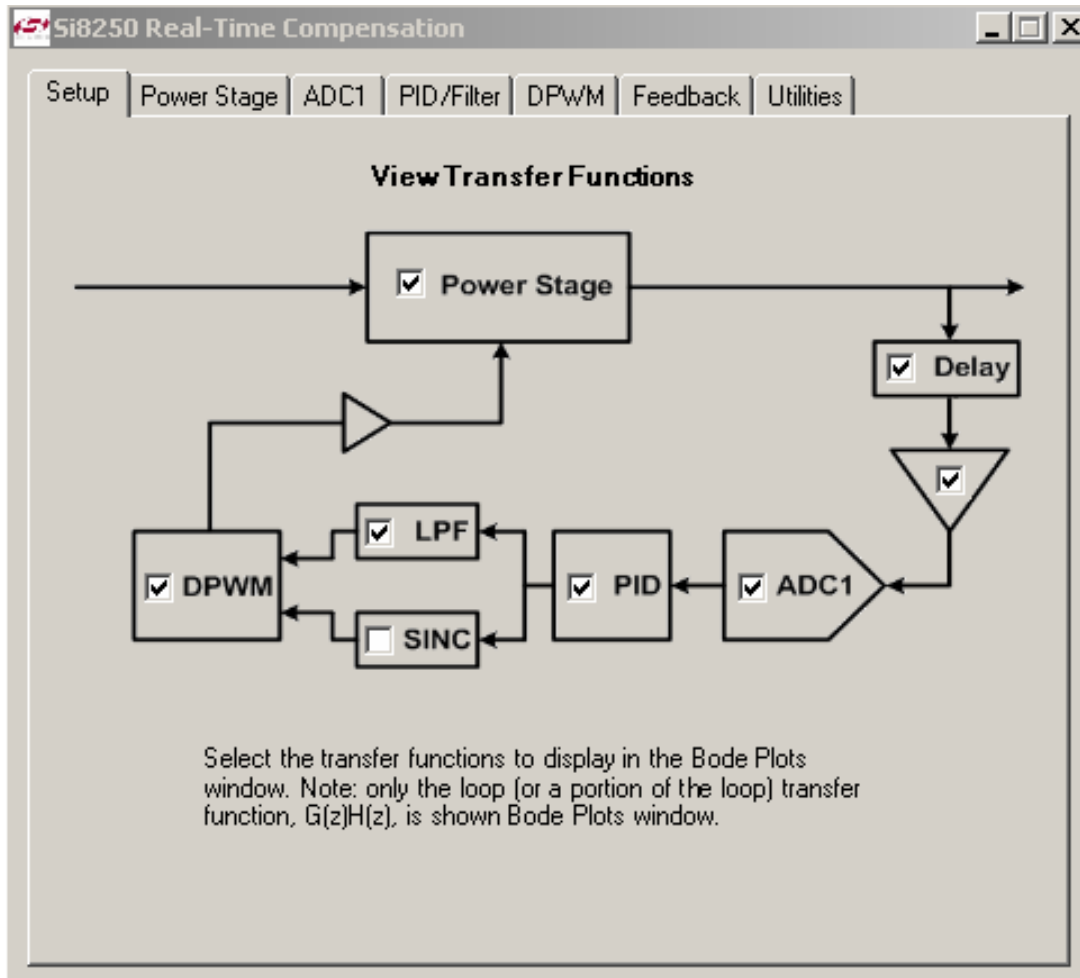 Si8250 Real-Time Compensation
Setup Power Stage ADC1 PID/Filter DPWM Feedback Utilities
View Transfer Functions
Power Stage
Delay
LPF
DPWM PID ADC1
SINC
Select the transfer functions to display in the Bode Plots
window. Note: only the loop (or a portion of the loop) transfer
function, G(z)H(z), is shown Bode Plots window.